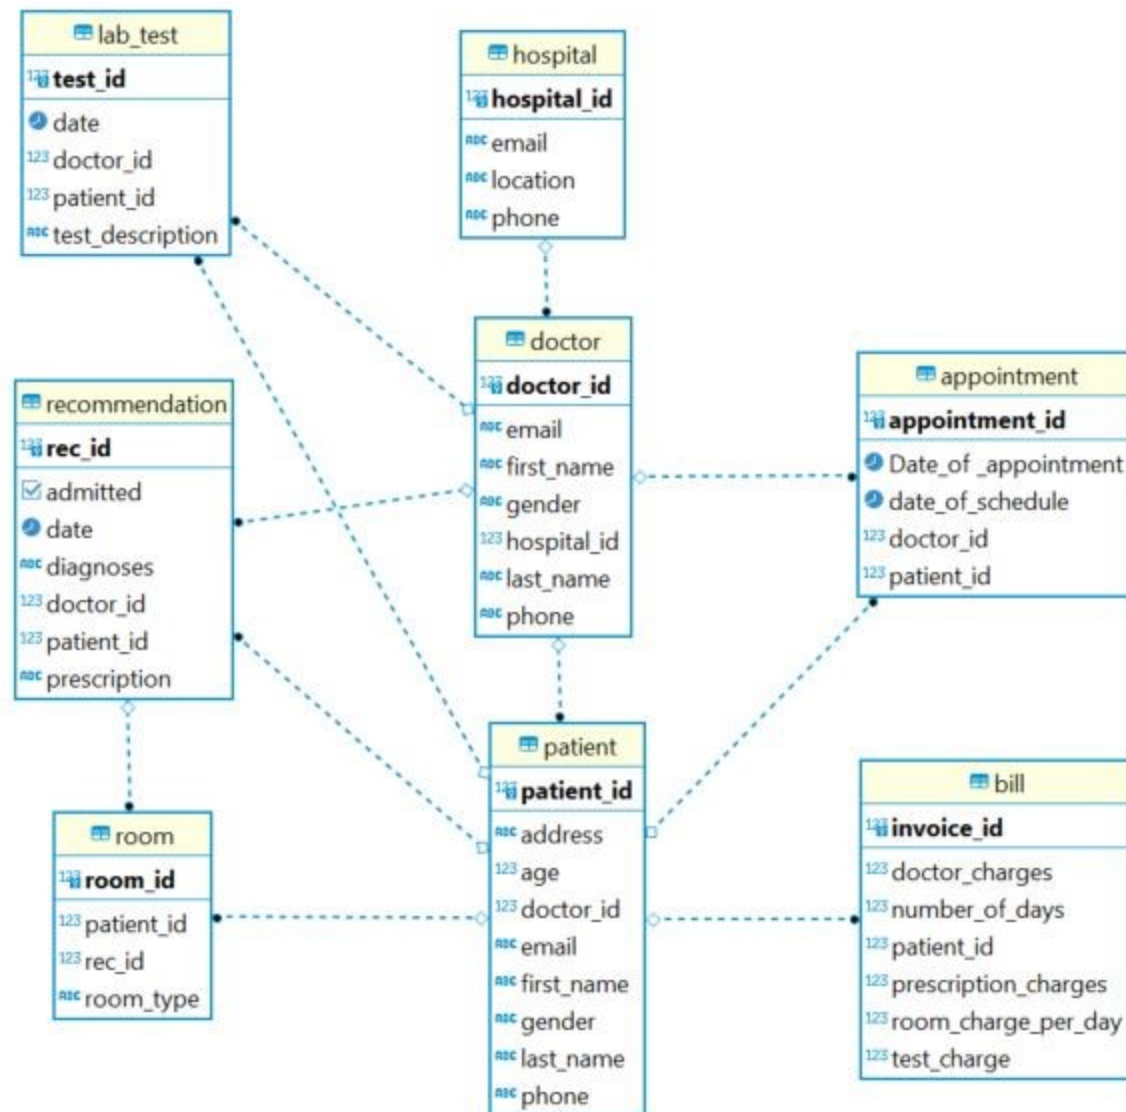 lab_test
test_id
date
doctor_id
patient_id
test_description
hospital
hospital_id
email
location
phone
doctor
doctor_id
email
first_name
gender
hospital_id
last_name
phone
appointment
appointment_id
Date_of _appointment
date_of_schedule
doctor_id
patient_id
recommendation
rec_id
admitted
date
diagnoses
doctor_id
patient_id
prescription
room
room_id
patient_id
rec_id
room_type
patient
patient_id
address
age
doctor_id
email
first_name
gender
last_name
phone
bill
invoice_id
doctor_charges
number_of_days
patient_id
prescription_charges
room_charge_per_day
test_charge